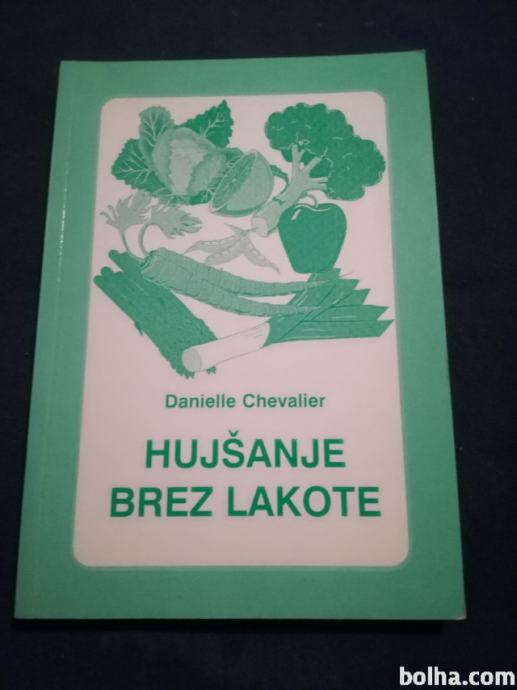 Danielle Chevalier
HUJŠANJE
BREZ LAKOTE
bolha.com